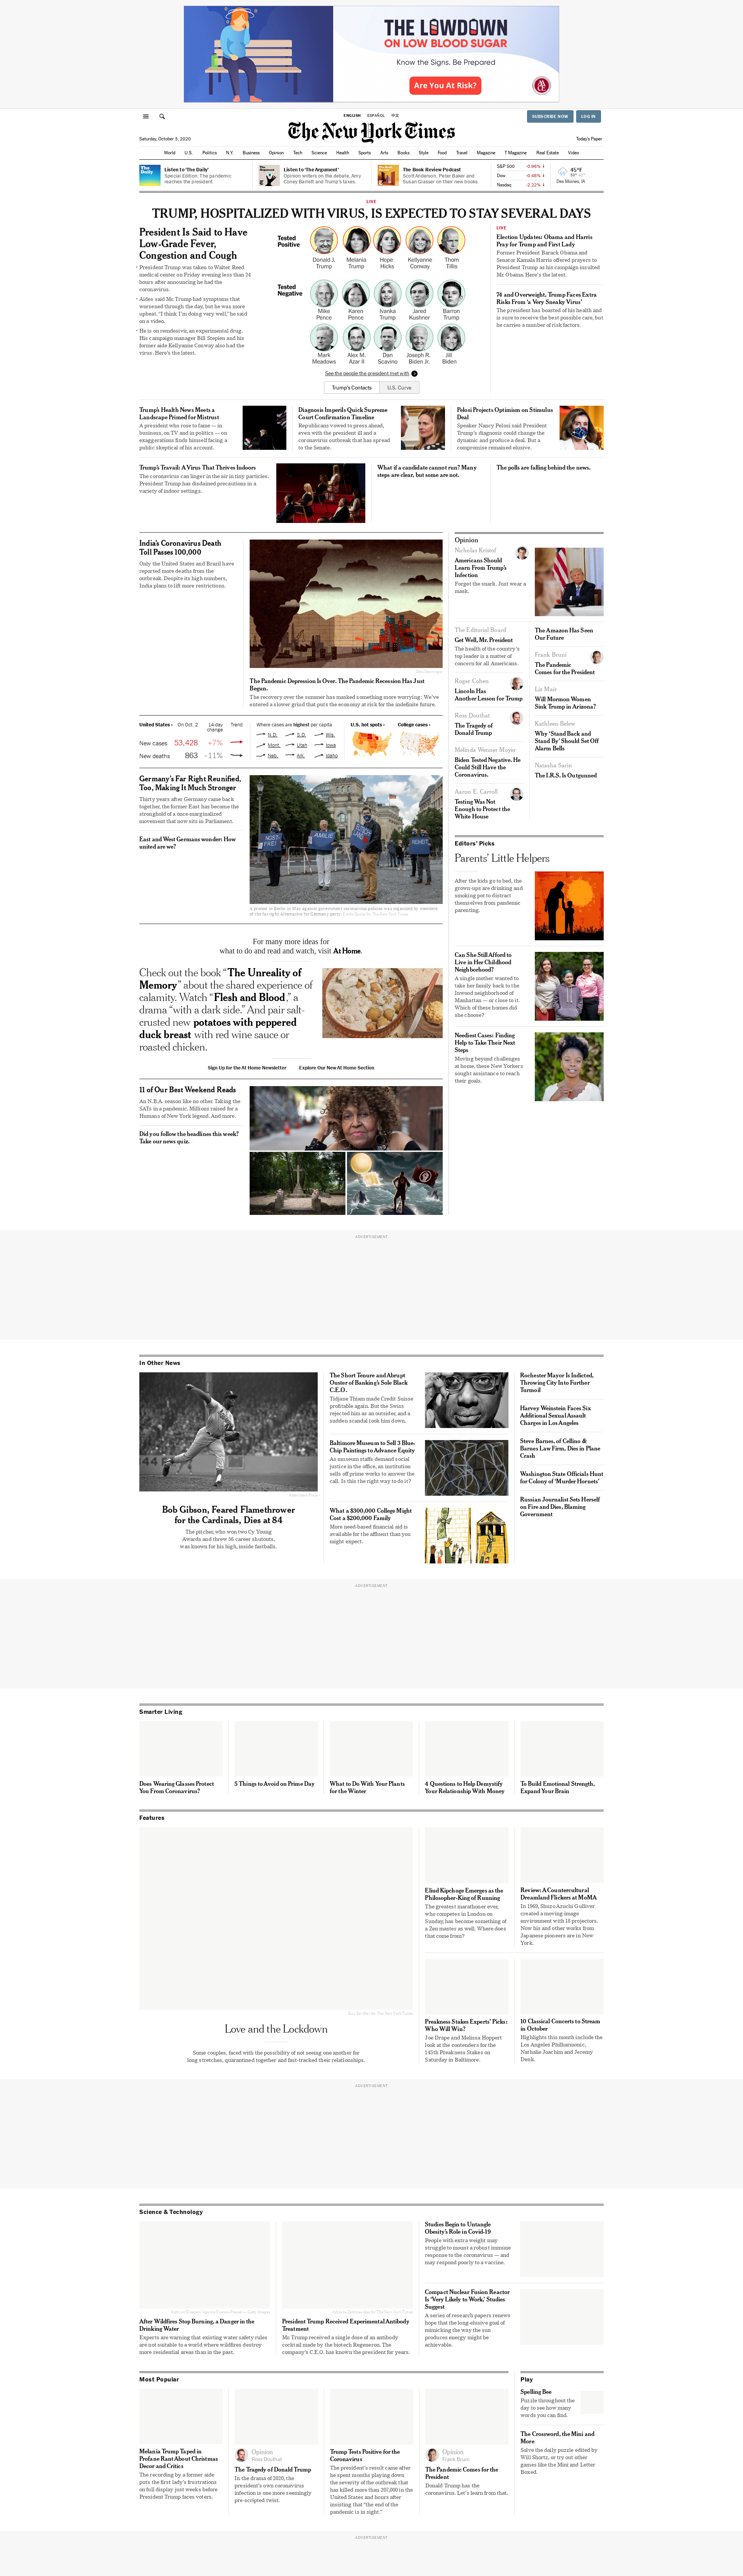 THE LOWDOWN
ON LOW BLOOD SUGAR
Know the Signs. Be Prepared
Are You At Risk?
ENGLISH ESPAÑOL 中文
SUBSCRIBE NOW LOG IN
The New York Times
Saturday, October 3, 2020
Today's Paper
World U.S. Politics N.Y. Business Opinion Tech Science Health Sports Arts Books Style Food Travel Magazine T Magazine Real Estate Video
Listen to 'The Daily'
Special Edition: The pandemic
reaches the president.
Listen to 'The Argument'
Opinion writers on the debate, Amy
Coney Barrett and Trump's taxes.
The Book Review Podcast
Scott Anderson, Peter Baker and
Susan Glasser on their new books.
S&P 500 -0.96% ↓
Dow -0.48% ↓
Nasdaq -2.22% ↓
45°F
Des Moines, IA
LIVE
TRUMP, HOSPITALIZED WITH VIRUS, IS EXPECTED TO STAY SEVERAL DAYS
President Is Said to Have
Low-Grade Fever,
Congestion and Cough
• President Trump was taken to Walter Reed
medical center on Friday evening less than 24
hours after announcing he had the
coronavirus.
• Aides said Mr. Trump had symptoms that
worsened through the day, but he was more
upbeat. "I think I'm doing very well," he said
on a video.
• He is on remdesivir, an experimental drug.
His campaign manager Bill Stepien and his
former aide Kellyanne Conway also had the
virus. Here's the latest.
Tested
Positive
Donald J.
Trump
Melania
Trump
Hope
Hicks
Kellyanne
Conway
Thom
Tillis
Tested
Negative
Mike
Pence
Karen
Pence
Ivanka
Trump
Jared
Kushner
Barron
Trump
Mark
Meadows
Alex M.
Azar II
Dan
Scavino
Joseph R.
Biden Jr.
Jill
Biden
See the people the president met with
Trump's Contacts U.S. Curve
LIVE
Election Updates: Obama and Harris
Pray for Trump and First Lady
Former President Barack Obama and
Senator Kamala Harris offered prayers to
President Trump as his campaign insulted
Mr. Obama. Here's the latest.
74 and Overweight, Trump Faces Extra
Risks From 'a Very Sneaky Virus'
The president has boasted of his health and
is sure to receive the best possible care, but
he carries a number of risk factors.
Trump's Health News Meets a
Landscape Primed for Mistrust
A president who rose to fame — in
business, on TV and in politics — on
exaggerations finds himself facing a
public skeptical of his account.
Diagnosis Imperils Quick Supreme
Court Confirmation Timeline
Republicans vowed to press ahead,
even with the president ill and a
coronavirus outbreak that has spread
to the Senate.
Pelosi Projects Optimism on Stimulus
Deal
Speaker Nancy Pelosi said President
Trump's diagnosis could change the
dynamic and produce a deal. But a
compromise remained elusive.
Trump's Travail: A Virus That Thrives Indoors
The coronavirus can linger in the air in tiny particles.
President Trump has disdained precautions in a
variety of indoor settings.
What if a candidate cannot run? Many
steps are clear, but some are not.
The polls are falling behind the news.
India's Coronavirus Death
Toll Passes 100,000
Only the United States and Brazil have
reported more deaths from the
outbreak. Despite its high numbers,
India plans to lift more restrictions.
The Pandemic Depression Is Over. The Pandemic Recession Has Just
Begun.
The recovery over the summer has masked something more worrying: We've
entered a slower grind that puts the economy at risk for the indefinite future.
United States › On Oct. 2 14-day
change Trend
New cases 53,428 +7%
New deaths 863 –11%
Where cases are highest per capita
N.D. S.D. Wis.
Mont. Utah Iowa
Neb. Ark. Idaho
U.S. hot spots ›
College cases ›
Germany's Far Right Reunified,
Too, Making It Much Stronger
Thirty years after Germany came back
together, the former East has become the
stronghold of a once-marginalized
movement that now sits in Parliament.
East and West Germans wonder: How
united are we?
A protest in Berlin in May against government coronavirus policies was organized by members
of the far-right Alternative for Germany party.
For many more ideas for
what to do and read and watch, visit At Home.
Check out the book "The Unreality of
Memory" about the shared experience of
calamity. Watch "Flesh and Blood," a
drama "with a dark side." And pair salt-
crusted new potatoes with peppered
duck breast with red wine sauce or
roasted chicken.
Sign Up for the At Home Newsletter Explore Our New At Home Section
11 of Our Best Weekend Reads
An N.B.A. season like no other. Taking the
SATs in a pandemic. Millions raised for a
Humans of New York legend. And more.
Did you follow the headlines this week?
Take our news quiz.
Opinion
Nicholas Kristof
Americans Should
Learn From Trump's
Infection
Forget the snark. Just wear a
mask.
The Editorial Board
Get Well, Mr. President
The health of the country's
top leader is a matter of
concern for all Americans.
Roger Cohen
Lincoln Has
Another Lesson for Trump
Ross Douthat
The Tragedy of
Donald Trump
Melinda Wenner Moyer
Biden Tested Negative. He
Could Still Have the
Coronavirus.
Aaron E. Carroll
Testing Was Not
Enough to Protect the
White House
The Amazon Has Seen
Our Future
Frank Bruni
The Pandemic
Comes for the President
Liz Mair
Will Mormon Women
Sink Trump in Arizona?
Kathleen Belew
Why 'Stand Back and
Stand By' Should Set Off
Alarm Bells
Natasha Sarin
The I.R.S. Is Outgunned
Editors' Picks
Parents' Little Helpers
After the kids go to bed, the
grown-ups are drinking and
smoking pot to distract
themselves from pandemic
parenting.
Can She Still Afford to
Live in Her Childhood
Neighborhood?
A single mother wanted to
take her family back to the
Inwood neighborhood of
Manhattan — or close to it.
Which of these homes did
she choose?
Neediest Cases: Finding
Help to Take Their Next
Steps
Moving beyond challenges
at home, these New Yorkers
sought assistance to reach
their goals.
ADVERTISEMENT
In Other News
Bob Gibson, Feared Flamethrower
for the Cardinals, Dies at 84
The pitcher, who won two Cy Young
Awards and threw 56 career shutouts,
was known for his high, inside fastballs.
The Short Tenure and Abrupt
Ouster of Banking's Sole Black
C.E.O.
Tidjane Thiam made Credit Suisse
profitable again. But the Swiss
rejected him as an outsider, and a
sudden scandal took him down.
Baltimore Museum to Sell 3 Blue-
Chip Paintings to Advance Equity
As museum staffs demand social
justice in the office, an institution
sells off prime works to answer the
call. Is this the right way to do it?
What a $300,000 College Might
Cost a $200,000 Family
More need-based financial aid is
available for the affluent than you
might expect.
Rochester Mayor Is Indicted,
Throwing City Into Further
Turmoil
Harvey Weinstein Faces Six
Additional Sexual Assault
Charges in Los Angeles
Steve Barnes, of Cellino &
Barnes Law Firm, Dies in Plane
Crash
Washington State Officials Hunt
for Colony of 'Murder Hornets'
Russian Journalist Sets Herself
on Fire and Dies, Blaming
Government
ADVERTISEMENT
Smarter Living
Does Wearing Glasses Protect
You From Coronavirus?
5 Things to Avoid on Prime Day
What to Do With Your Plants
for the Winter
4 Questions to Help Demystify
Your Relationship With Money
To Build Emotional Strength,
Expand Your Brain
Features
Love and the Lockdown
Some couples, faced with the possibility of not seeing one another for
long stretches, quarantined together and fast-tracked their relationships.
Eliud Kipchoge Emerges as the
Philosopher-King of Running
The greatest marathoner ever,
who competes in London on
Sunday, has become something of
a Zen master as well. Where does
that come from?
Review: A Countercultural
Dreamland Flickers at MoMA
In 1969, Shuzo Azuchi Gulliver
created a moving-image
environment with 18 projectors.
Now his and other works from
Japanese pioneers are in New
York.
Preakness Stakes Experts' Picks:
Who Will Win?
Joe Drape and Melissa Hoppert
look at the contenders for the
145th Preakness Stakes on
Saturday in Baltimore.
10 Classical Concerts to Stream
in October
Highlights this month include the
Los Angeles Philharmonic,
Nathalie Joachim and Jeremy
Denk.
ADVERTISEMENT
Science & Technology
After Wildfires Stop Burning, a Danger in the
Drinking Water
Experts are warning that existing water safety rules
are not suitable to a world where wildfires destroy
more residential areas than in the past.
President Trump Received Experimental Antibody
Treatment
Mr. Trump received a single dose of an antibody
cocktail made by the biotech Regeneron. The
company's C.E.O. has known the president for years.
Studies Begin to Untangle
Obesity's Role in Covid-19
People with extra weight may
struggle to mount a robust immune
response to the coronavirus — and
may respond poorly to a vaccine.
Compact Nuclear Fusion Reactor
Is 'Very Likely to Work,' Studies
Suggest
A series of research papers renews
hope that the long-elusive goal of
mimicking the way the sun
produces energy might be
achievable.
Most Popular
Melania Trump Taped in
Profane Rant About Christmas
Decor and Critics
The recording by a former aide
puts the first lady's frustrations
on full display just weeks before
President Trump faces voters.
Opinion
Ross Douthat
The Tragedy of Donald Trump
In the drama of 2020, the
president's own coronavirus
infection is one more seemingly
pre-scripted twist.
Trump Tests Positive for the
Coronavirus
The president's result came after
he spent months playing down
the severity of the outbreak that
has killed more than 207,000 in the
United States and hours after
insisting that "the end of the
pandemic is in sight."
Opinion
Frank Bruni
The Pandemic Comes for the
President
Donald Trump has the
coronavirus. Let's learn from that.
Play
Spelling Bee
Puzzle throughout the
day to see how many
words you can find.
The Crossword, the Mini and
More
Solve the daily puzzle edited by
Will Shortz, or try out other
games like the Mini and Letter
Boxed.
ADVERTISEMENT